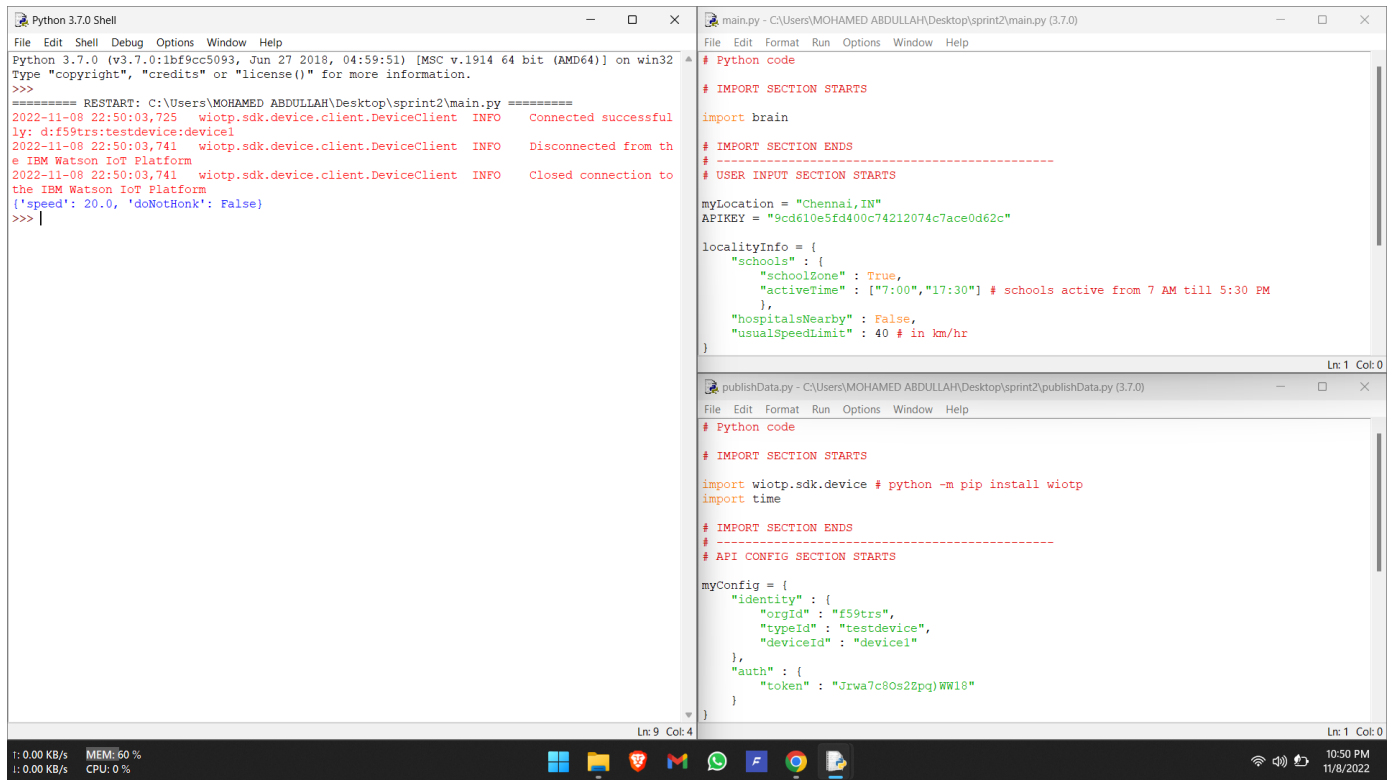 Python 3.7.0 Shell
File Edit Shell Debug Options Window Help
Python 3.7.0 (v3.7.0:1bf9cc5093, Jun 27 2018, 04:59:51) [MSC v.1914 64 bit (AMD64)] on win32
Type "copyright", "credits" or "license()" for more information.
>>>
========= RESTART: C:\Users\MOHAMED ABDULLAH\Desktop\sprint2\main.py =========
2022-11-08 22:50:03,725   wiotp.sdk.device.client.DeviceClient  INFO    Connected successful
ly: d:f59trs:testdevice:device1
2022-11-08 22:50:03,741   wiotp.sdk.device.client.DeviceClient  INFO    Disconnected from th
e IBM Watson IoT Platform
2022-11-08 22:50:03,741   wiotp.sdk.device.client.DeviceClient  INFO    Closed connection to
the IBM Watson IoT Platform
{'speed': 20.0, 'doNotHonk': False}
>>>
Ln: 9 Col: 4
main.py - C:\Users\MOHAMED ABDULLAH\Desktop\sprint2\main.py (3.7.0)
File Edit Format Run Options Window Help
# Python code
# IMPORT SECTION STARTS
import brain
# IMPORT SECTION ENDS
# -----------------------------------------------
# USER INPUT SECTION STARTS
myLocation = "Chennai,IN"
APIKEY = "9cd610e5fd400c74212074c7ace0d62c"
localityInfo = {
    "schools" : {
        "schoolZone" : True,
        "activeTime" : ["7:00","17:30"] # schools active from 7 AM till 5:30 PM
        },
    "hospitalsNearby" : False,
    "usualSpeedLimit" : 40 # in km/hr
}
Ln: 1 Col: 0
publishData.py - C:\Users\MOHAMED ABDULLAH\Desktop\sprint2\publishData.py (3.7.0)
File Edit Format Run Options Window Help
# Python code
# IMPORT SECTION STARTS
import wiotp.sdk.device # python -m pip install wiotp
import time
# IMPORT SECTION ENDS
# -----------------------------------------------
# API CONFIG SECTION STARTS
myConfig = {
    "identity" : {
        "orgId" : "f59trs",
        "typeId" : "testdevice",
        "deviceId" : "device1"
    },
    "auth" : {
        "token" : "Jrwa7c8Os2Zpq)WW18"
    }
}
Ln: 1 Col: 0
↑: 0.00 KB/s MEM: 60 %
↓: 0.00 KB/s CPU: 0 %
F
10:50 PM
11/8/2022